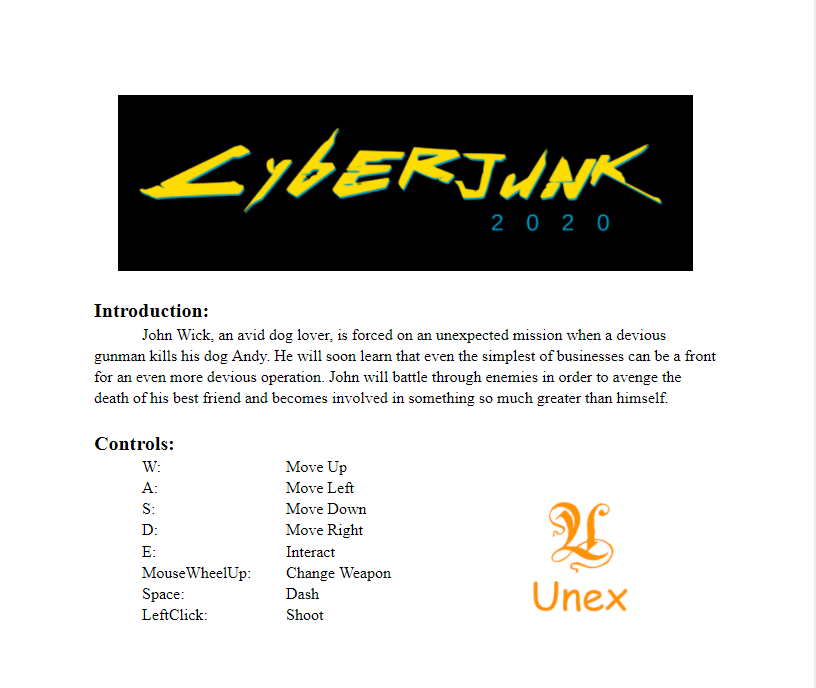 CYBERJUNK
2 0 2 0
Introduction:
John Wick, an avid dog lover, is forced on an unexpected mission when a devious
gunman kills his dog Andy. He will soon learn that even the simplest of businesses can be a front
for an even more devious operation. John will battle through enemies in order to avenge the
death of his best friend and becomes involved in something so much greater than himself.
Controls:
W: Move Up
A: Move Left
S: Move Down
D: Move Right
E: Interact
MouseWheelUp: Change Weapon
Space: Dash
LeftClick: Shoot
U
Unex